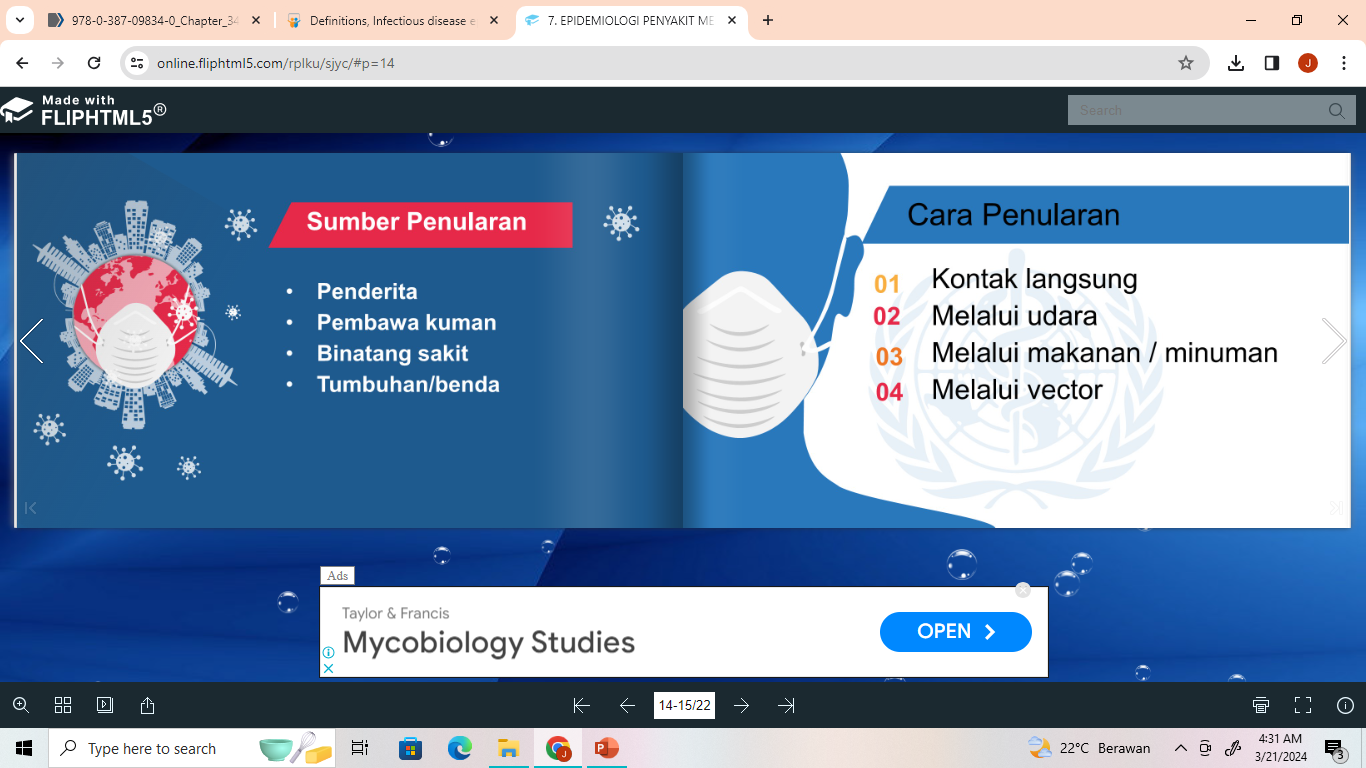 978-0-387-09834-0_Chapter_34
Definitions, Infectious disease e
7. EPIDEMIOLOGI PENYAKIT ME
online.fliphtml5.com/rplku/sjyc/#p=14
J
Made with
FLIPHTML5®
Search
Sumber Penularan
• Penderita
• Pembawa kuman
• Binatang sakit
• Tumbuhan/benda
Cara Penularan
01 Kontak langsung
02 Melalui udara
03 Melalui makanan / minuman
04 Melalui vector
Ads
Taylor & Francis
Mycobiology Studies
OPEN
14-15/22
Type here to search
22°C Berawan
4:31 AM
3/21/2024
3